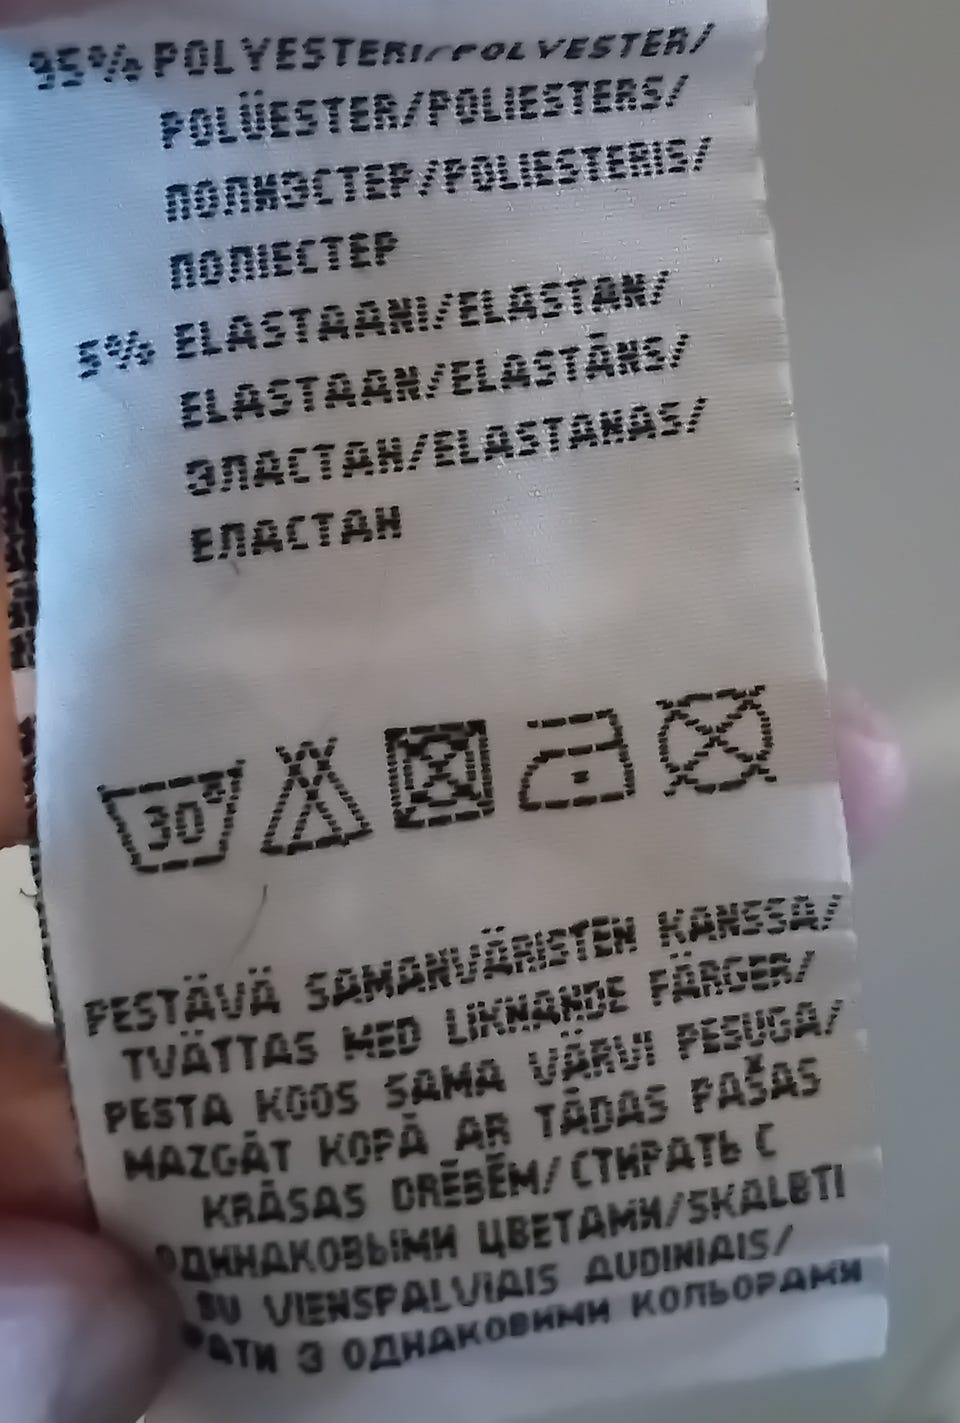 95% POLYESTERI/POLYESTER/
POLÜESTER/POLIESTERS/
ПОЛИЭСТЕР/POLIESTERIS/
ПОЛІЕСТЕР
5% ELASTAANI/ELASTAN/
ELASTAAN/ELASTĀNS/
ЭЛАСТАН/ELASTANAS/
ЕЛАСТАН
30°
PESTÄVÄ SAMANVÄRISTEN KANSSA/
TVÄTTAS MED LIKNANDE FÄRGER/
PESTA KOOS SAMA VÄRVI PESUGA/
MAZGĀT KOPĀ AR TĀDAS PAŠAS
KRĀSAS DRĒBĒM/СТИРАТЬ С
ОДИНАКОВЫМИ ЦВЕТАМИ/SKALBTI
SU VIENSPALVIAIS AUDINIAIS/
З ОДНАКОВИМИ КОЛЬОРАМИ